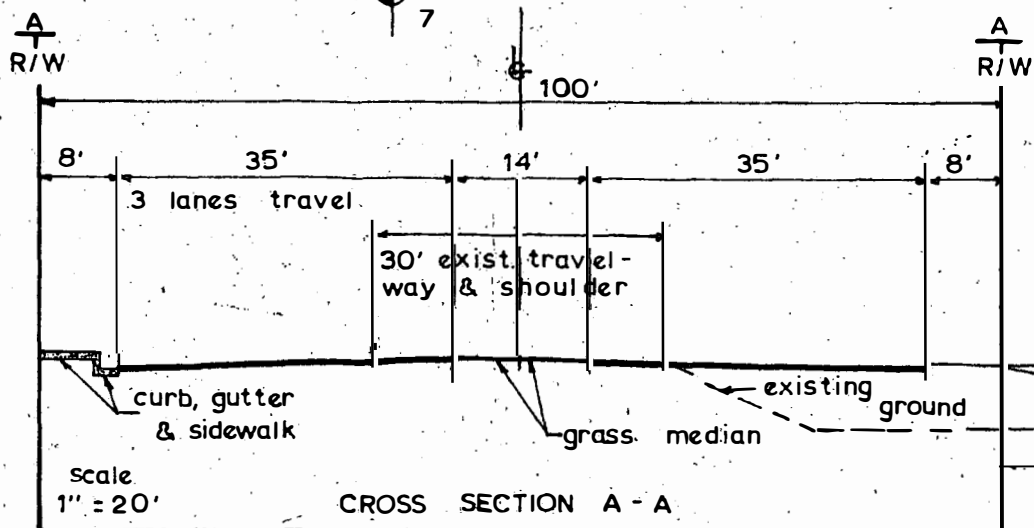 7
A A
R/W R/W
℄
100'
8' 35' 14' 35' 8'
3 lanes travel
30' exist. travel-
way & shoulder
existing
ground
curb, gutter
& sidewalk
grass median
scale
1" = 20'
CROSS SECTION A - A